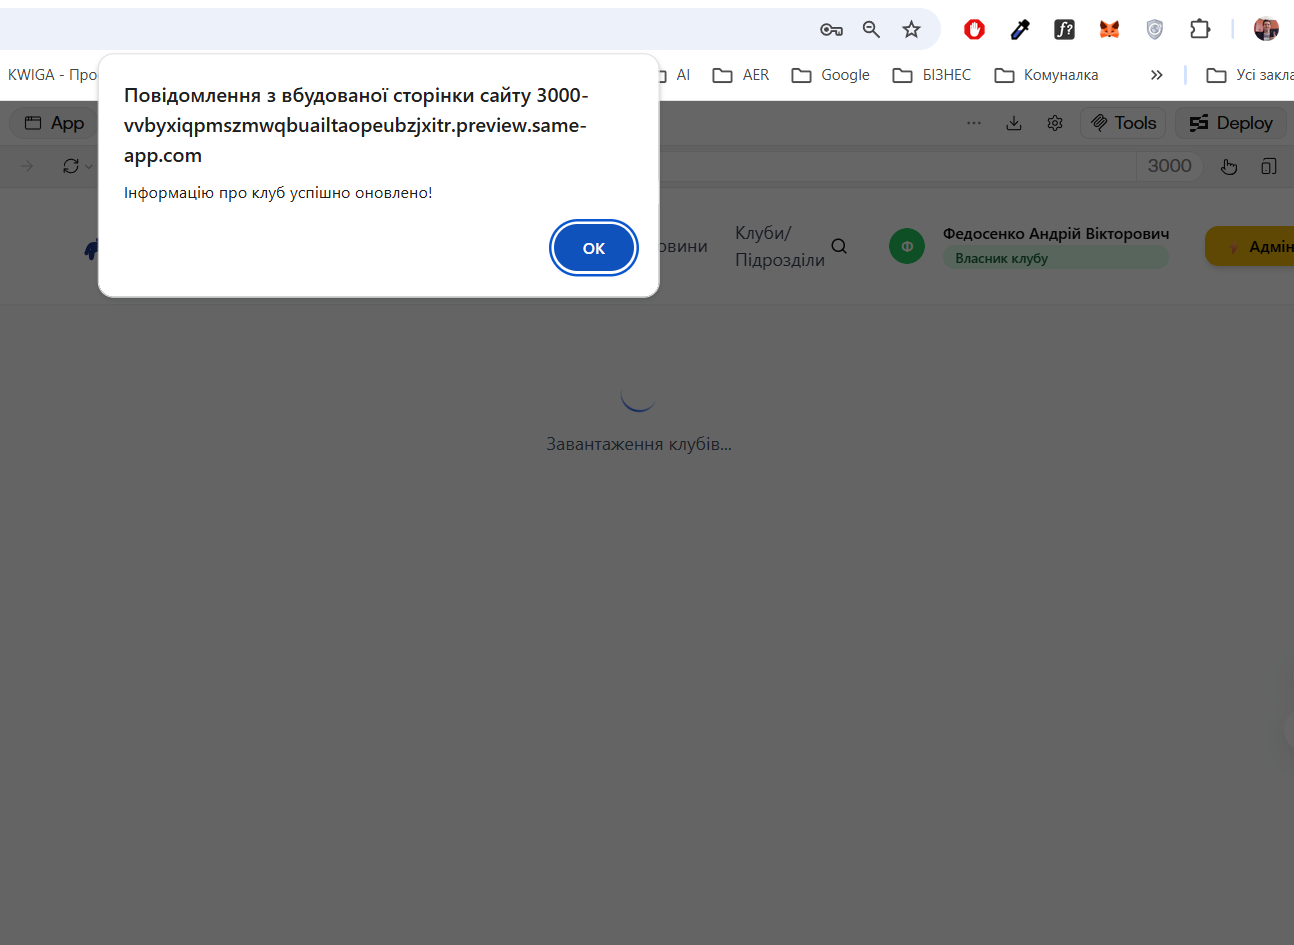 KWIGA - Про
AI
AER
Google
БІЗНЕС
Комуналка
Усі закла
Повідомлення з вбудованої сторінки сайту 3000-
vvbyxiqpmszmwqbuailtaopeubzjxitr.preview.same-
app.com
Інформацію про клуб успішно оновлено!
ОК
App
Tools
Deploy
3000
овини
Клуби/
Підрозділи
Ф
Федосенко Андрій Вікторович
Власник клубу
Адмін
Завантаження клубів...